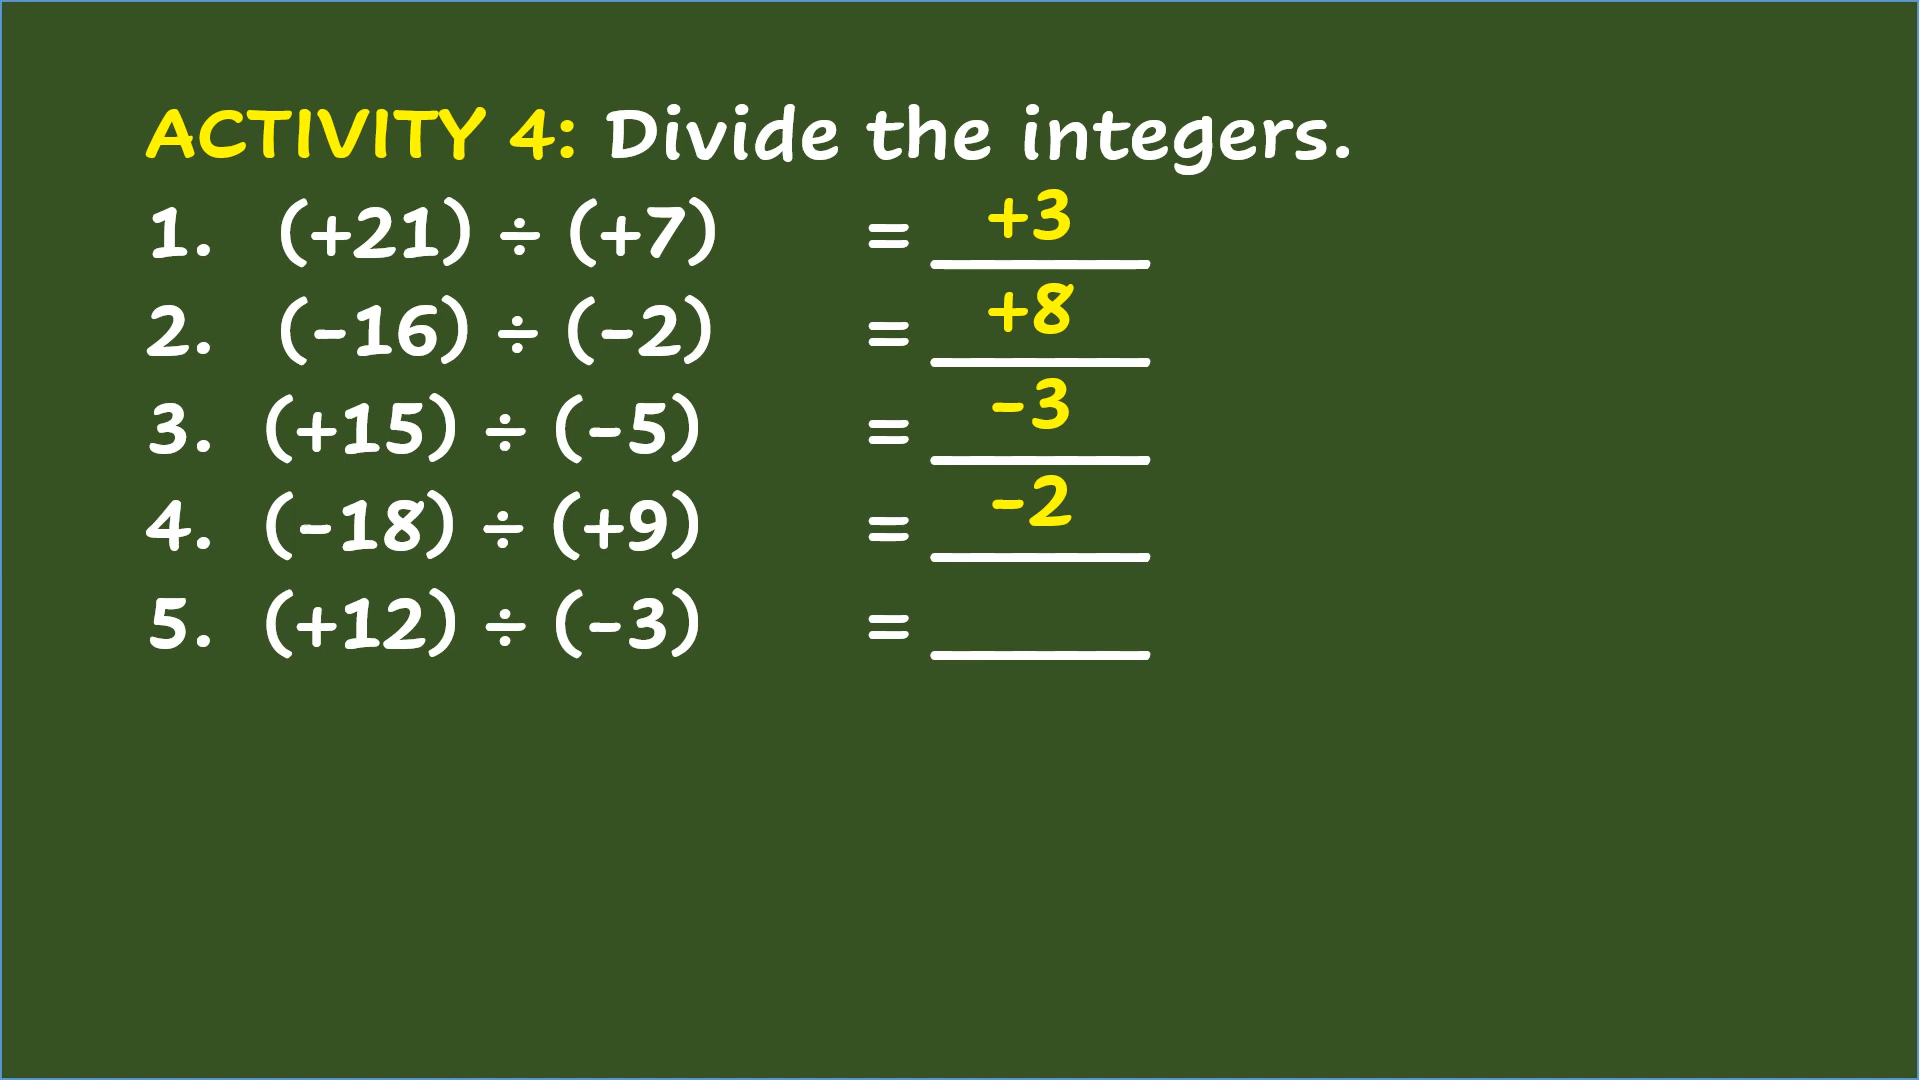 ACTIVITY 4: Divide the integers.
1. (+21) ÷ (+7) = +3
2. (-16) ÷ (-2) = +8
3. (+15) ÷ (-5) = -3
4. (-18) ÷ (+9) = -2
5. (+12) ÷ (-3) = ______